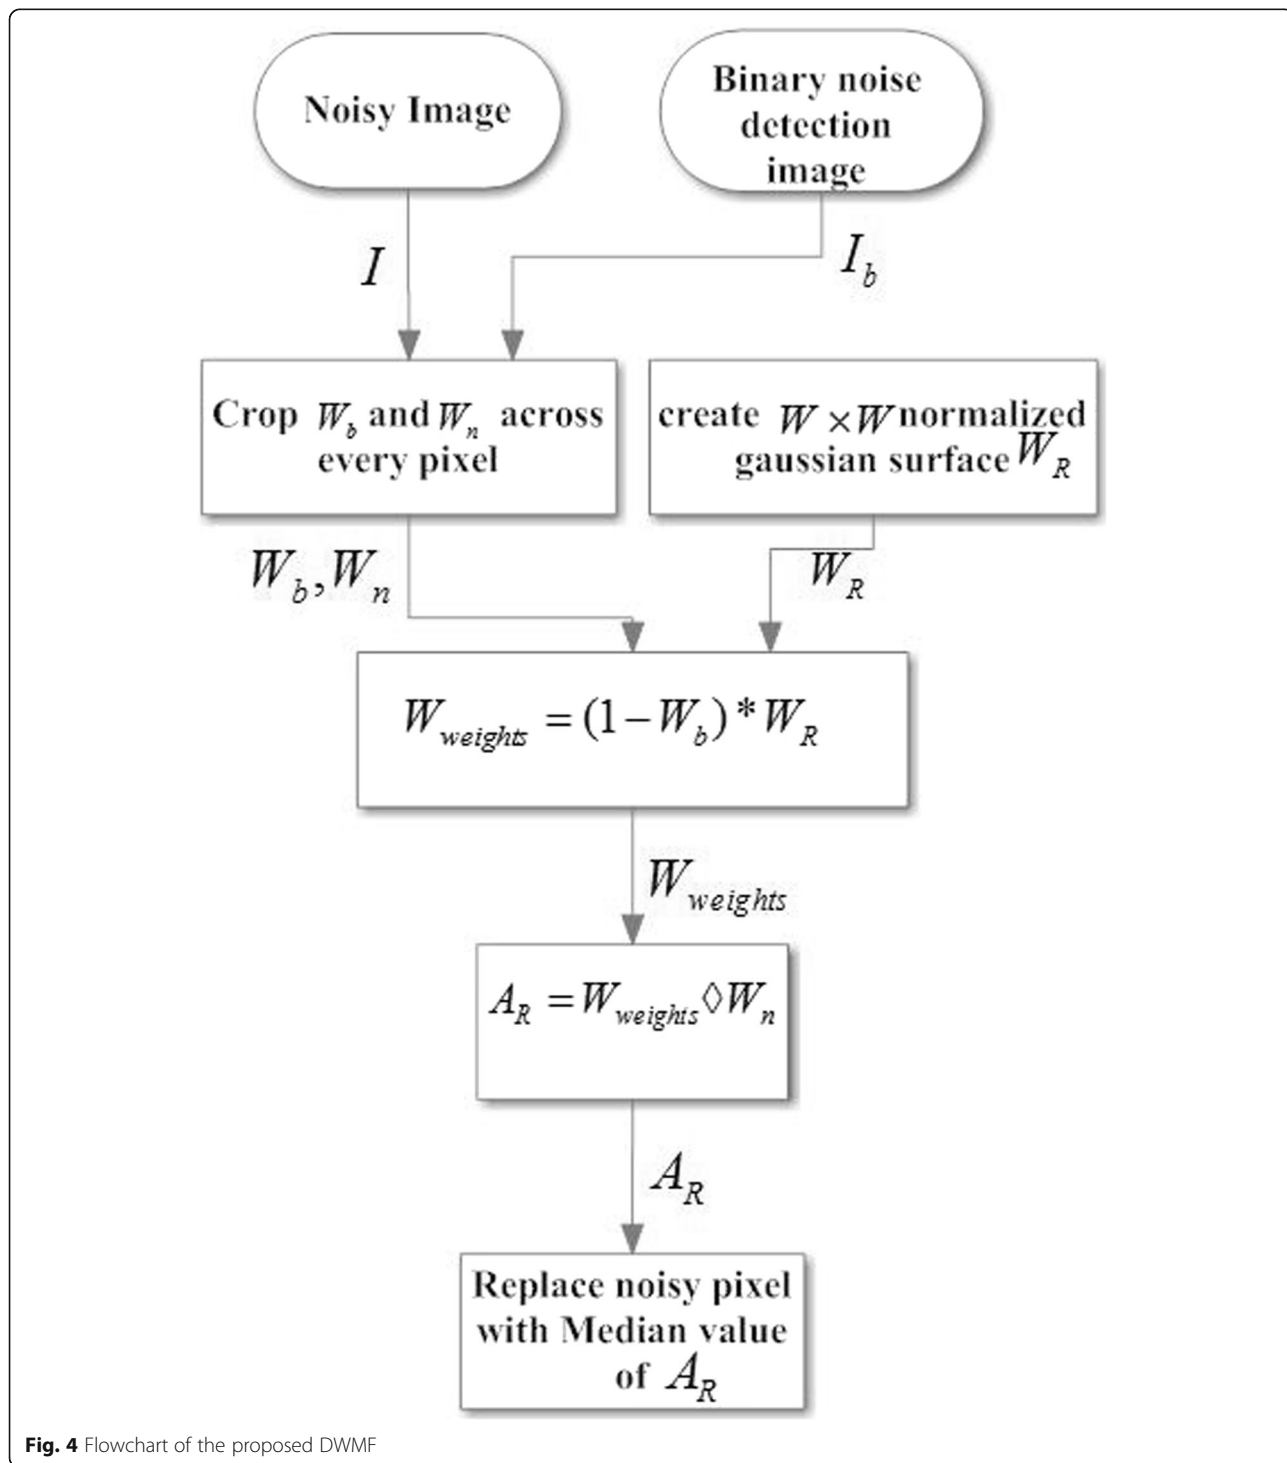 Noisy Image
Binary noise
detection
image
I
I_b
Crop W_b and W_n across
every pixel
create W × W normalized
gaussian surface W_R
W_b, W_n
W_R
W_weights = (1 − W_b) * W_R
W_weights
A_R = W_weights ◊ W_n
A_R
Replace noisy pixel
with Median value
of A_R
Fig. 4 Flowchart of the proposed DWMF